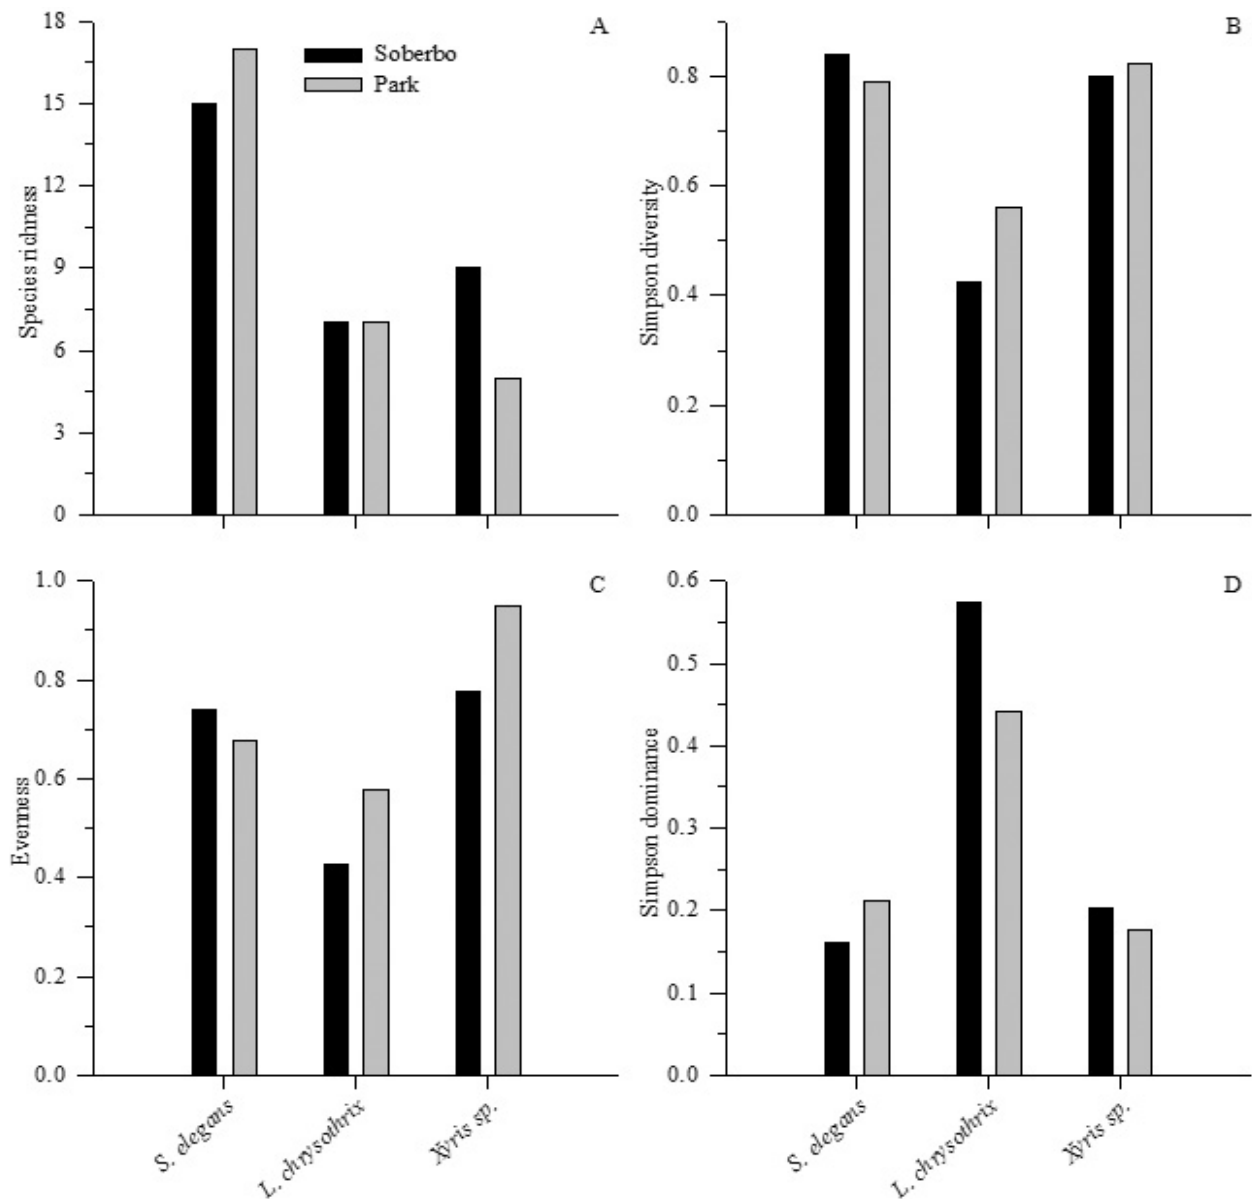 A
Soberbo
Park
Species richness
18
15
12
9
6
3
0
B
Simpson diversity
0.8
0.6
0.4
0.2
0.0
C
Evenness
1.0
0.8
0.6
0.4
0.2
0.0
S. elegans
L. chrysothrix
Xyris sp.
D
Simpson dominance
0.6
0.5
0.4
0.3
0.2
0.1
0.0
S. elegans
L. chrysothrix
Xyris sp.